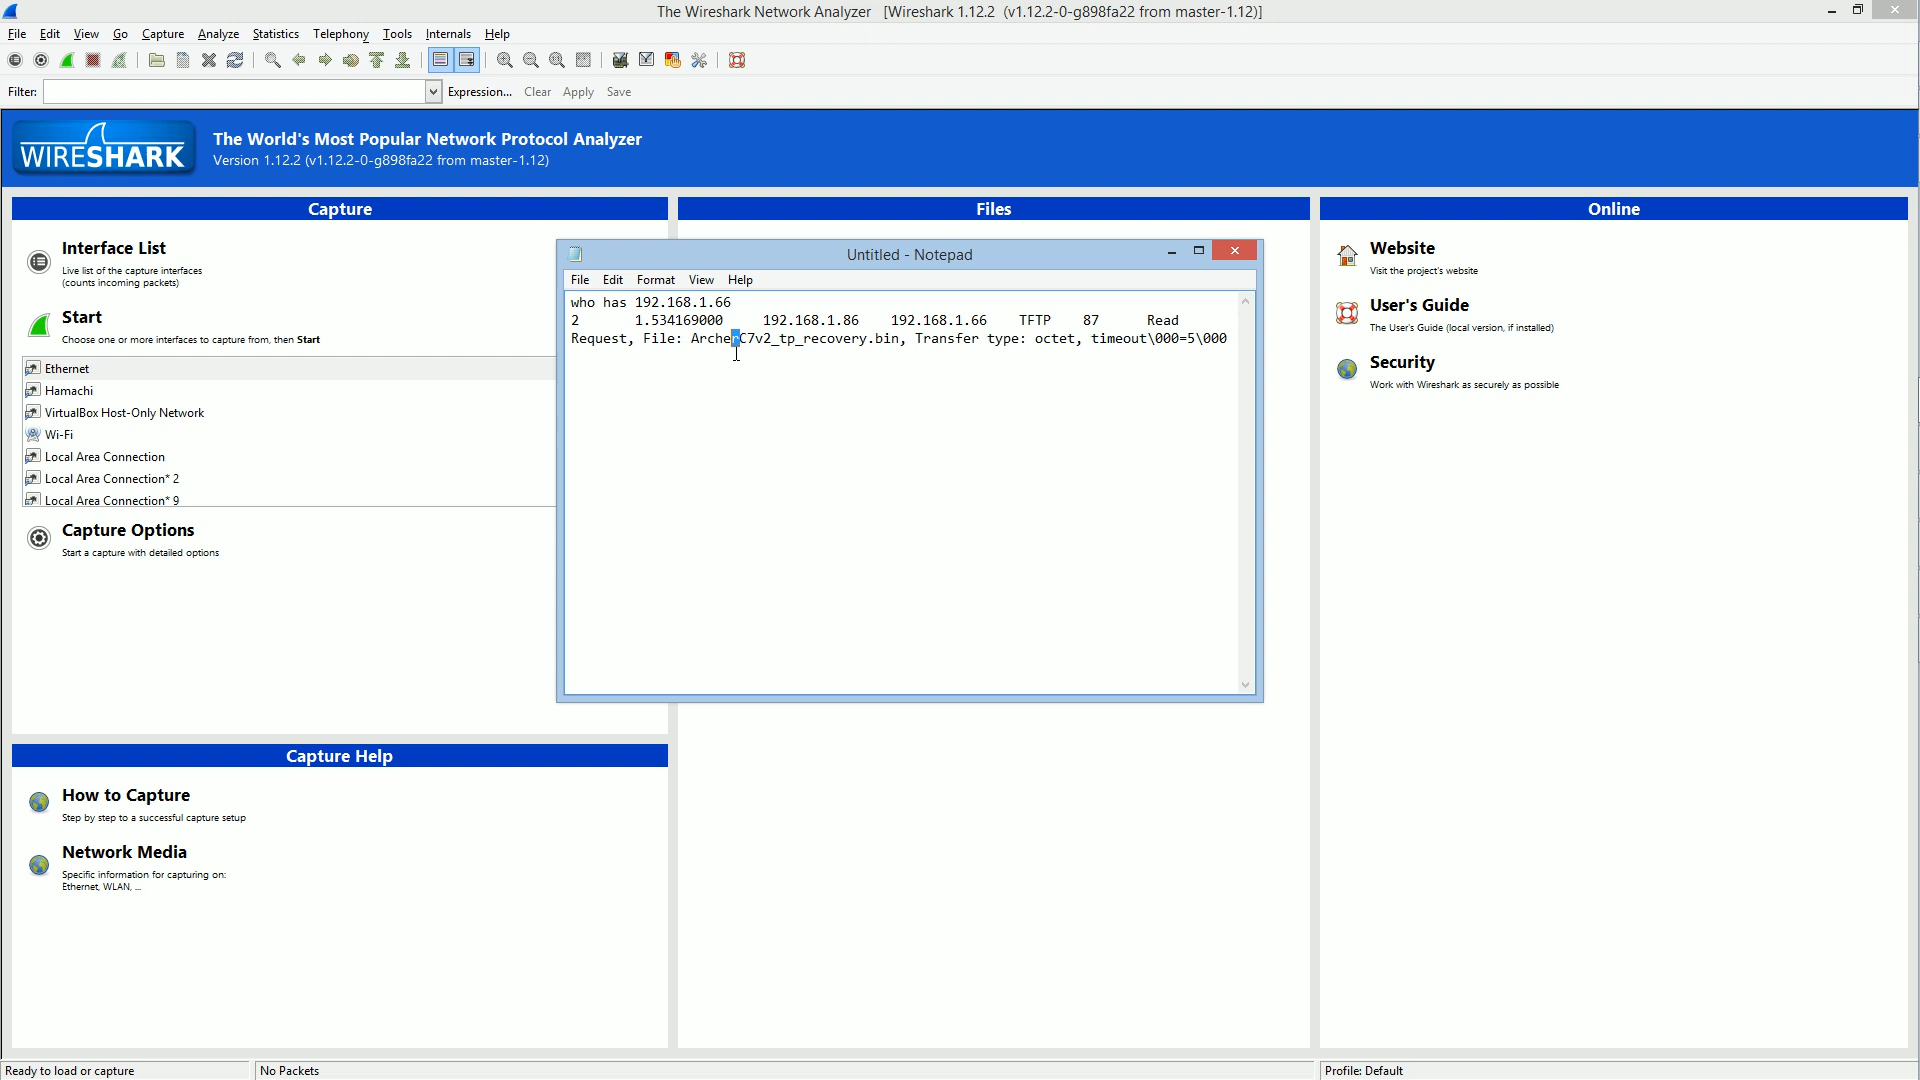 The Wireshark Network Analyzer [Wireshark 1.12.2 (v1.12.2-0-g898fa22 from master-1.12)]
File Edit View Go Capture Analyze Statistics Telephony Tools Internals Help
Filter: Expression... Clear Apply Save
WIRESHARK
The World's Most Popular Network Protocol Analyzer
Version 1.12.2 (v1.12.2-0-g898fa22 from master-1.12)
Capture
Interface List
Live list of the capture interfaces
(counts incoming packets)
Start
Choose one or more interfaces to capture from, then Start
Ethernet
Hamachi
VirtualBox Host-Only Network
Wi-Fi
Local Area Connection
Local Area Connection* 2
Local Area Connection* 9
Capture Options
Start a capture with detailed options
Capture Help
How to Capture
Step by step to a successful capture setup
Network Media
Specific information for capturing on:
Ethernet, WLAN, ...
Files
Untitled - Notepad
File Edit Format View Help
who has 192.168.1.66
2 1.534169000 192.168.1.86 192.168.1.66 TFTP 87 Read
Request, File: ArcherC7v2_tp_recovery.bin, Transfer type: octet, timeout\000=5\000
Online
Website
Visit the project's website
User's Guide
The User's Guide (local version, if installed)
Security
Work with Wireshark as securely as possible
Ready to load or capture
No Packets
Profile: Default